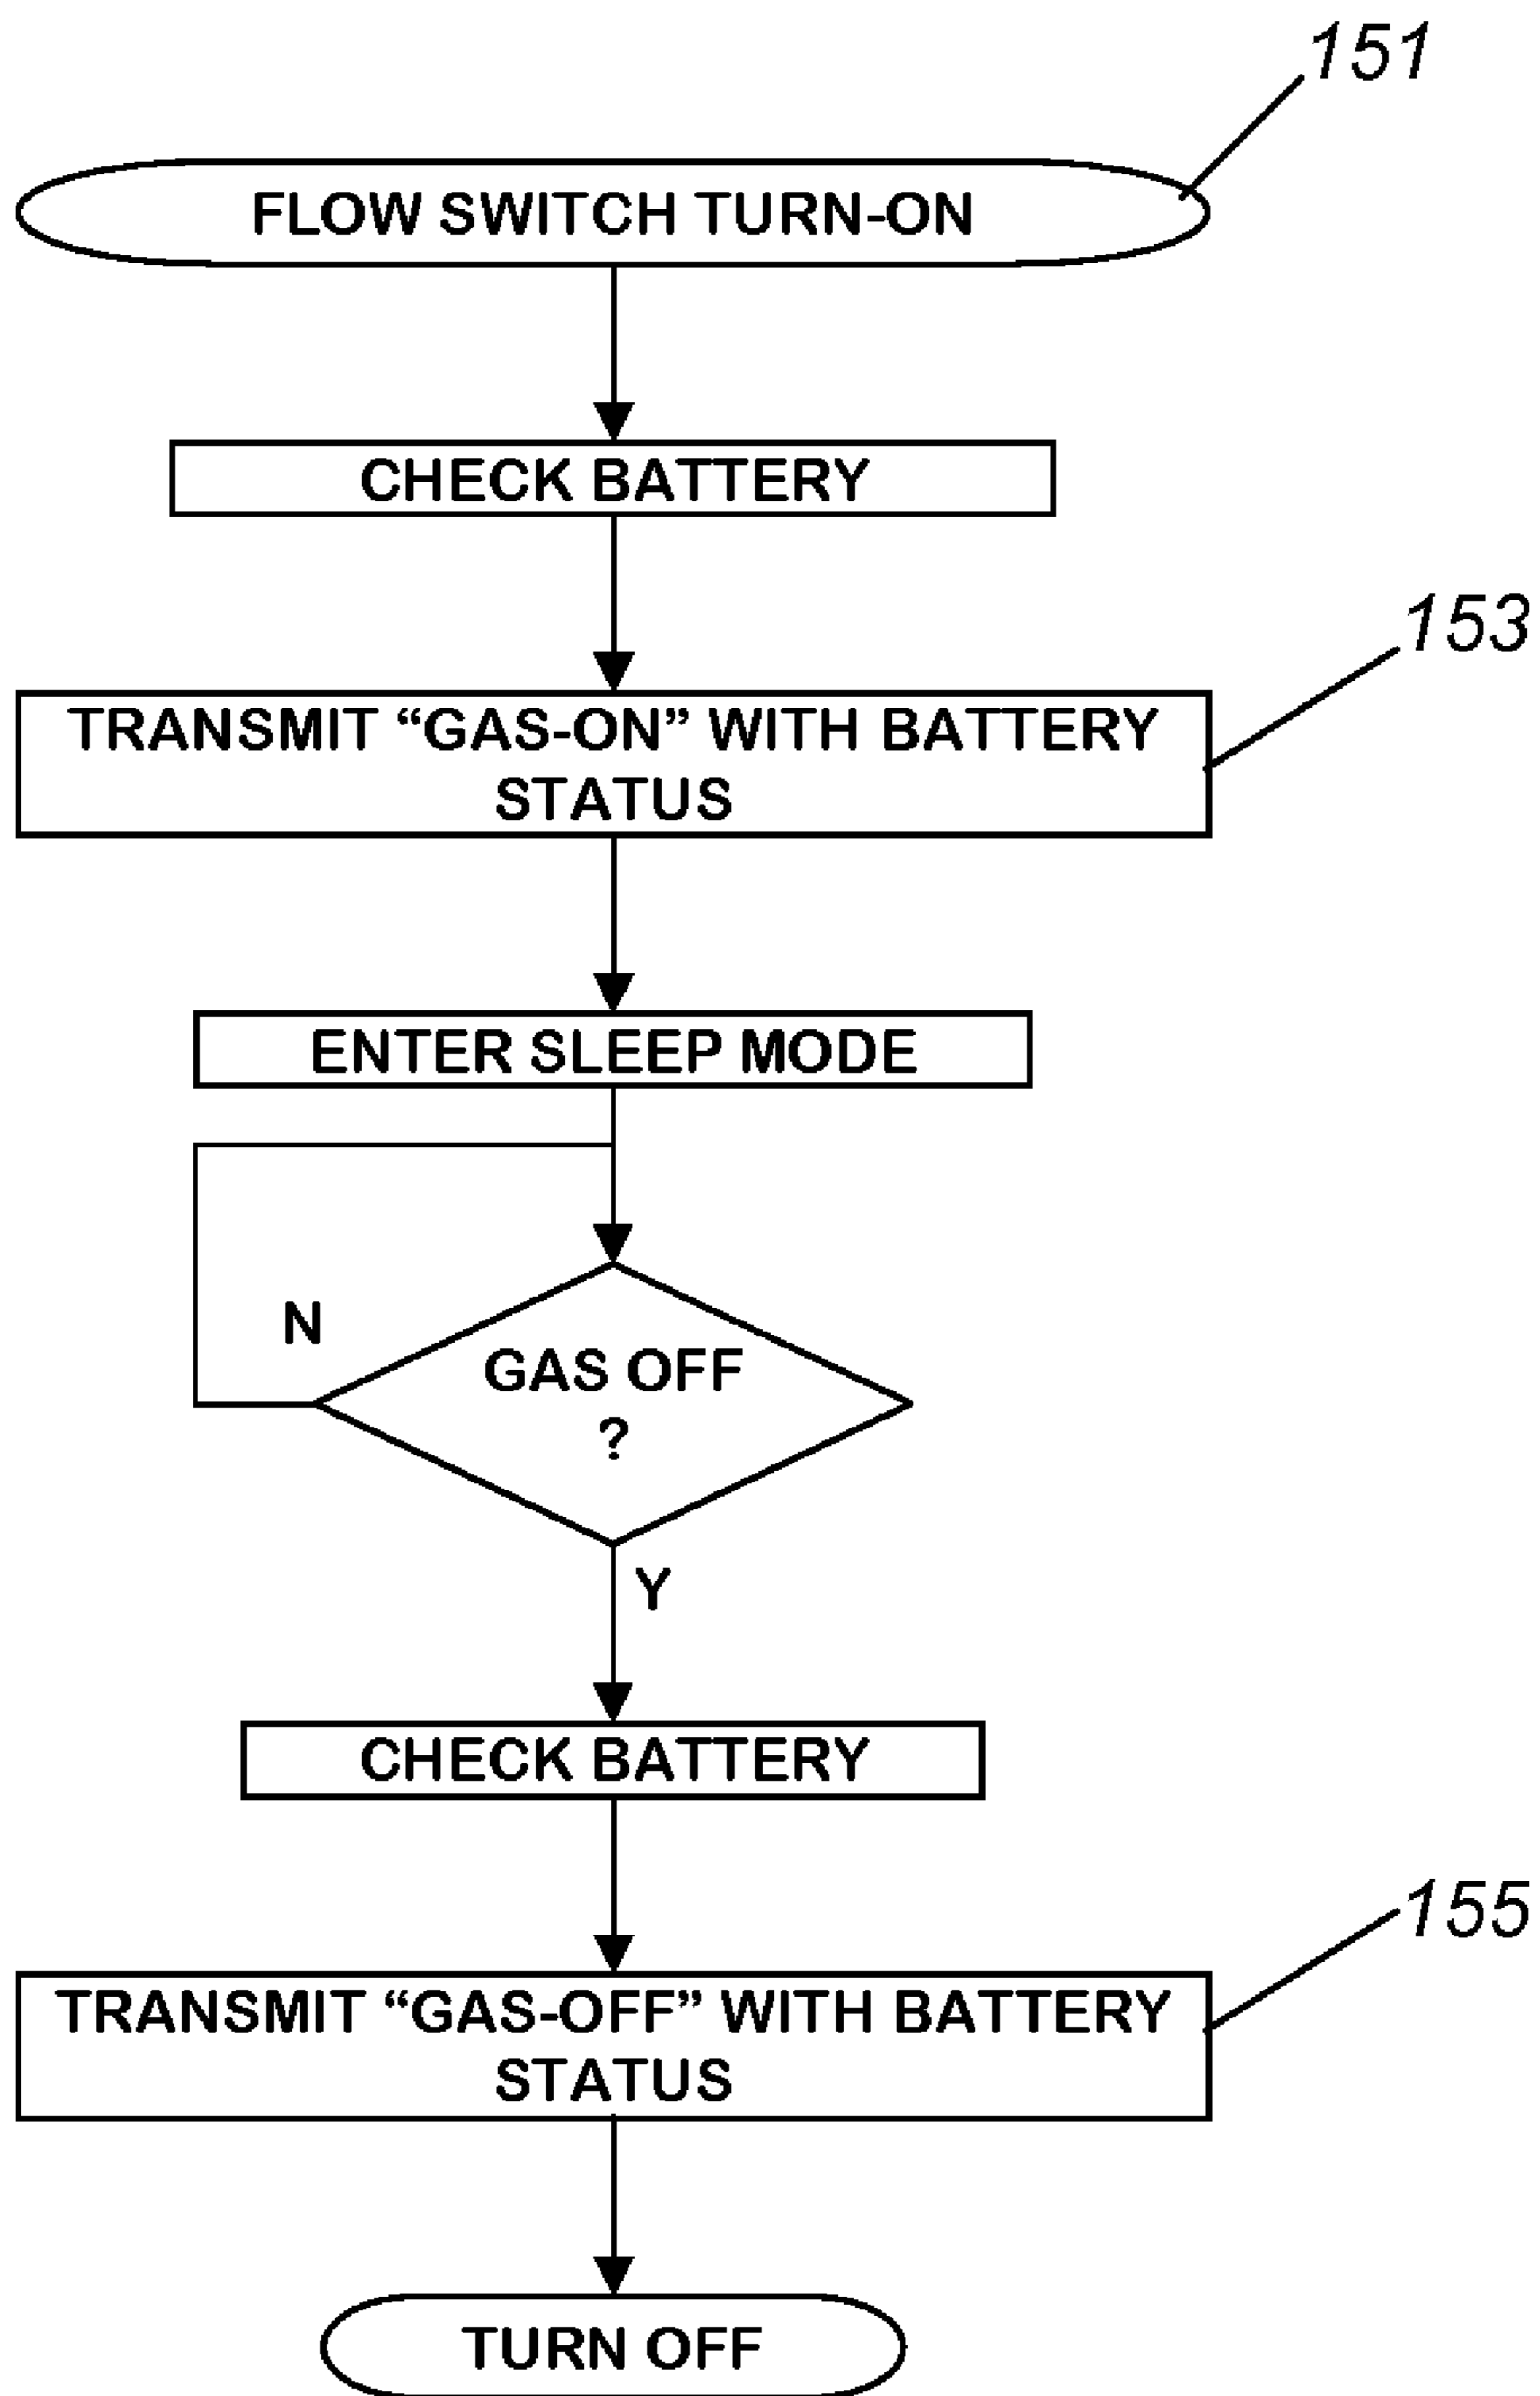 151
FLOW SWITCH TURN-ON
CHECK BATTERY
153
TRANSMIT “GAS-ON” WITH BATTERY
STATUS
ENTER SLEEP MODE
N
GAS OFF
?
Y
CHECK BATTERY
155
TRANSMIT “GAS-OFF” WITH BATTERY
STATUS
TURN OFF